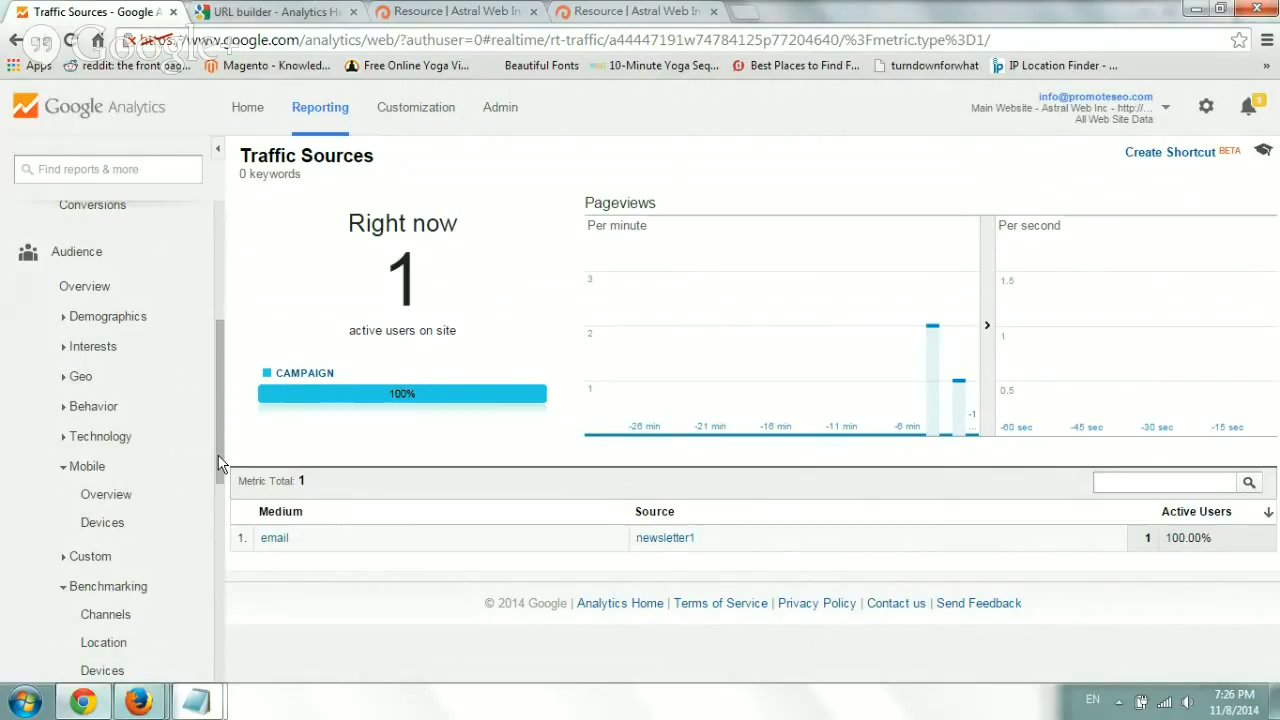 Traffic Sources - Google A
URL builder - Analytics H
Resource | Astral Web In
Resource | Astral Web In
Google+
https://www.google.com/analytics/web/?authuser=0#realtime/rt-traffic/a44447191w74784125p77204640/%3Fmetric.type%3D1/
Apps
reddit: the front
Magento - Knowled...
Free Online Yoga Vi...
Beautiful Fonts
10-Minute Yoga Seq...
Best Places to Find F...
turndownforwhat
IP Location Finder - ...
»
Google Analytics
Home
Reporting
Customization
Admin
info@promoteseo.com
Main Website - Astral Web Inc - http://...
All Web Site Data
1
Find reports & more
Conversions
Audience
Overview
Demographics
Interests
Geo
Behavior
Technology
Mobile
Overview
Devices
Custom
Benchmarking
Channels
Location
Devices
Traffic Sources
0 keywords
Create Shortcut BETA
Right now
1
active users on site
CAMPAIGN
100%
Pageviews
Per minute
3
2
1
-26 min
-21 min
-16 min
-11 min
-6 min
-1
...
Per second
1.5
1
0.5
-60 sec
-45 sec
-30 sec
-15 sec
Metric Total: 1
Medium
Source
Active Users
1.
email
newsletter1
1
100.00%
© 2014 Google | Analytics Home | Terms of Service | Privacy Policy | Contact us | Send Feedback
EN
7:26 PM
11/8/2014